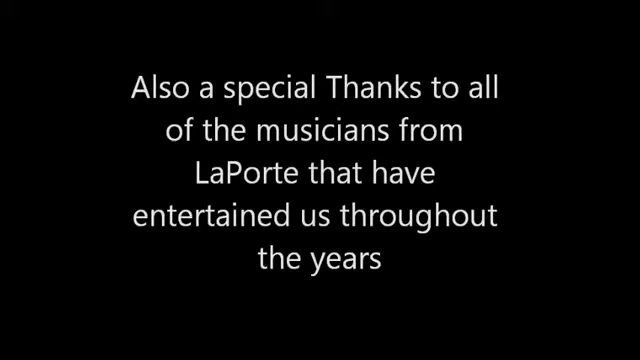 Also a special Thanks to all
of the musicians from
LaPorte that have
entertained us throughout
the years